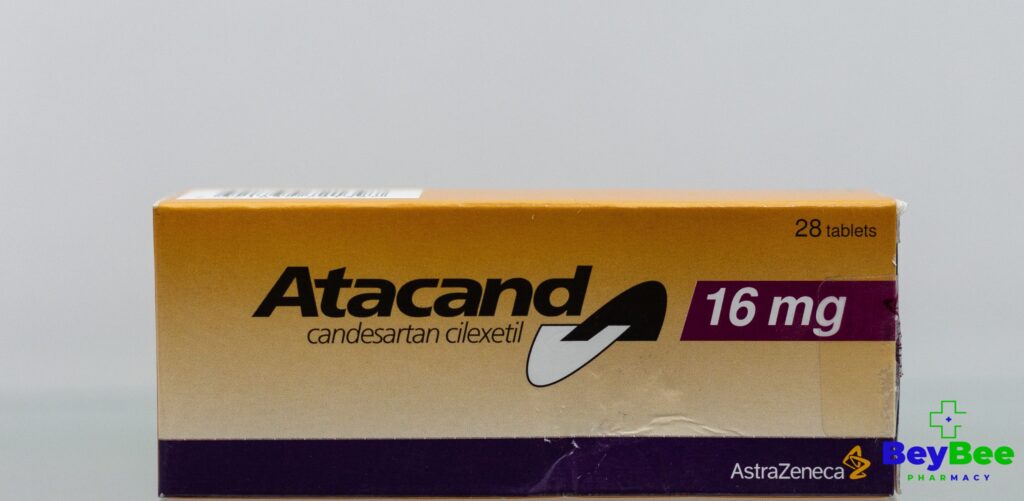 28 tablets
Atacand
candesartan cilexetil
16 mg
AstraZeneca
BeyBee
PHARMACY